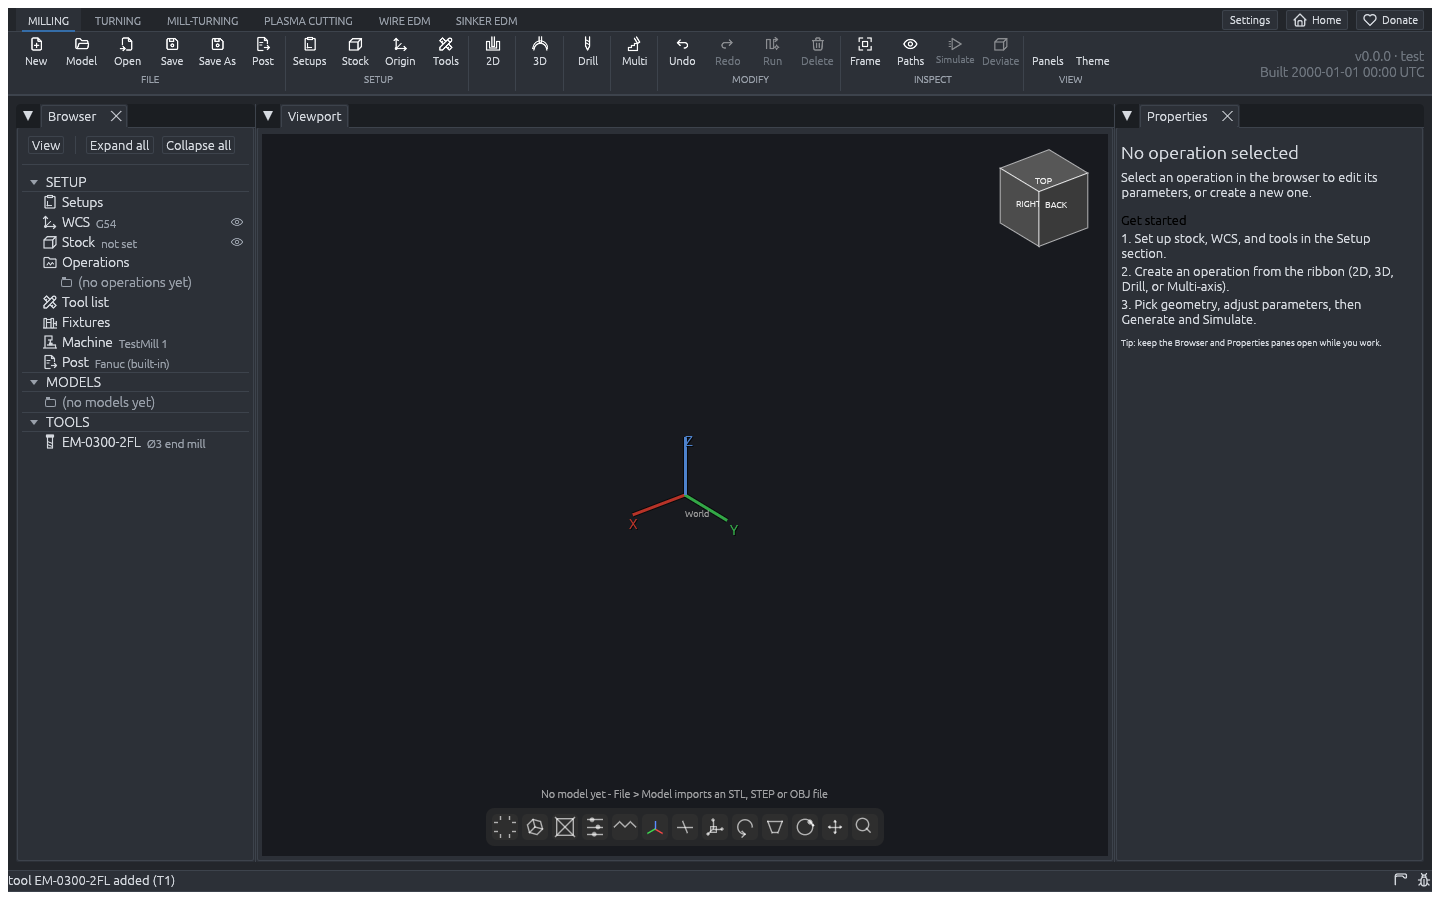 MILLING TURNING MILL-TURNING PLASMA CUTTING WIRE EDM SINKER EDM Settings Home Donate
New Model Open Save Save As Post Setups Stock Origin Tools 2D 3D Drill Multi Undo Redo Run Delete Frame Paths Simulate Deviate Panels Theme
FILE SETUP MODIFY INSPECT VIEW
v0.0.0 · test
Built 2000-01-01 00:00 UTC
Browser
View Expand all Collapse all
SETUP
Setups
WCS G54
Stock not set
Operations
(no operations yet)
Tool list
Fixtures
Machine TestMill 1
Post Fanuc (built-in)
MODELS
(no models yet)
TOOLS
EM-0300-2FL Ø3 end mill
Viewport
TOP
RIGHT BACK
Z
World
X
Y
No model yet - File > Model imports an STL, STEP or OBJ file
Properties
No operation selected
Select an operation in the browser to edit its
parameters, or create a new one.
Get started
1. Set up stock, WCS, and tools in the Setup
section.
2. Create an operation from the ribbon (2D, 3D,
Drill, or Multi-axis).
3. Pick geometry, adjust parameters, then
Generate and Simulate.
Tip: keep the Browser and Properties panes open while you work.
tool EM-0300-2FL added (T1)